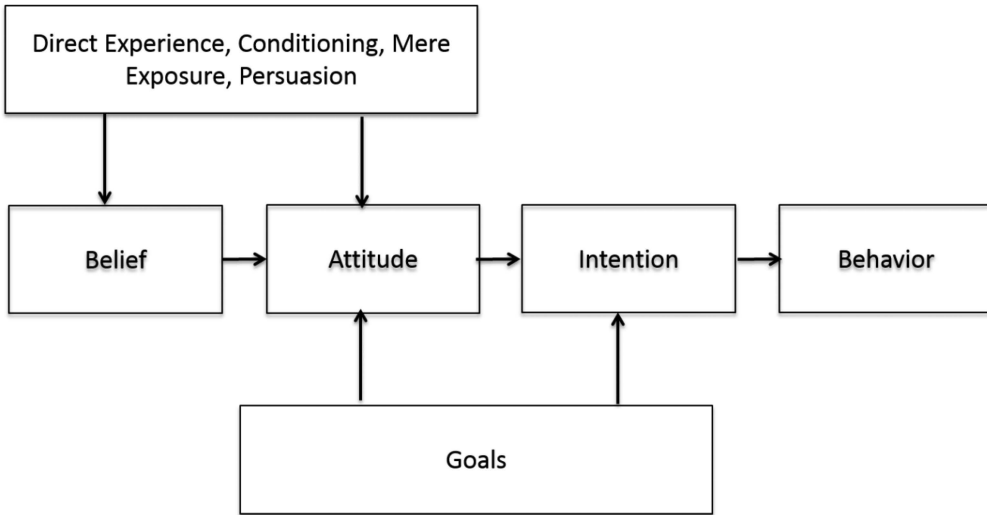 Direct Experience, Conditioning, Mere
Exposure, Persuasion
Belief
Attitude
Intention
Behavior
Goals